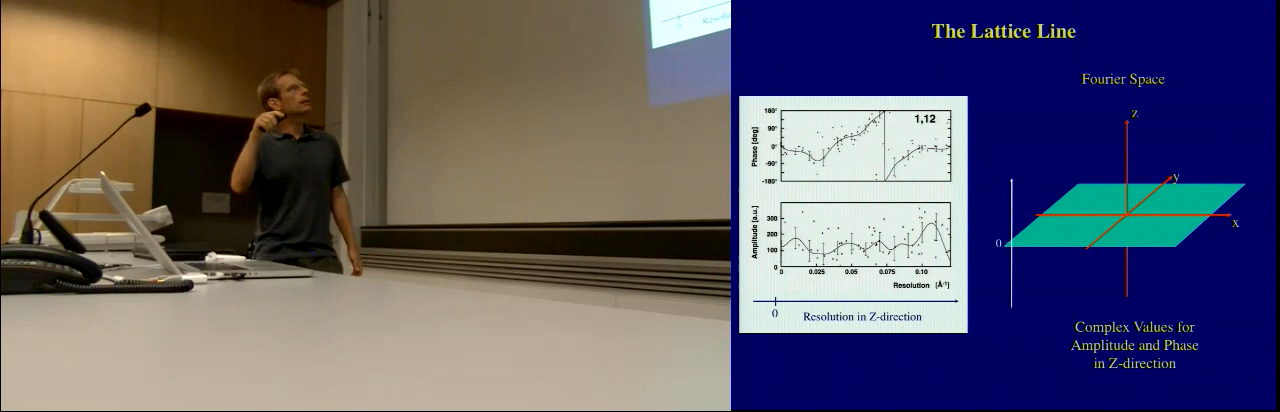 The Lattice Line
Fourier Space
180°
90°
0°
-90°
-180°
Phase [deg]
1,12
300
200
100
0
Amplitude [a.u.]
0 0.025 0.05 0.075 0.10
Resolution [Å-1]
0
Resolution in Z-direction
z
y
x
0
Complex Values for
Amplitude and Phase
in Z-direction